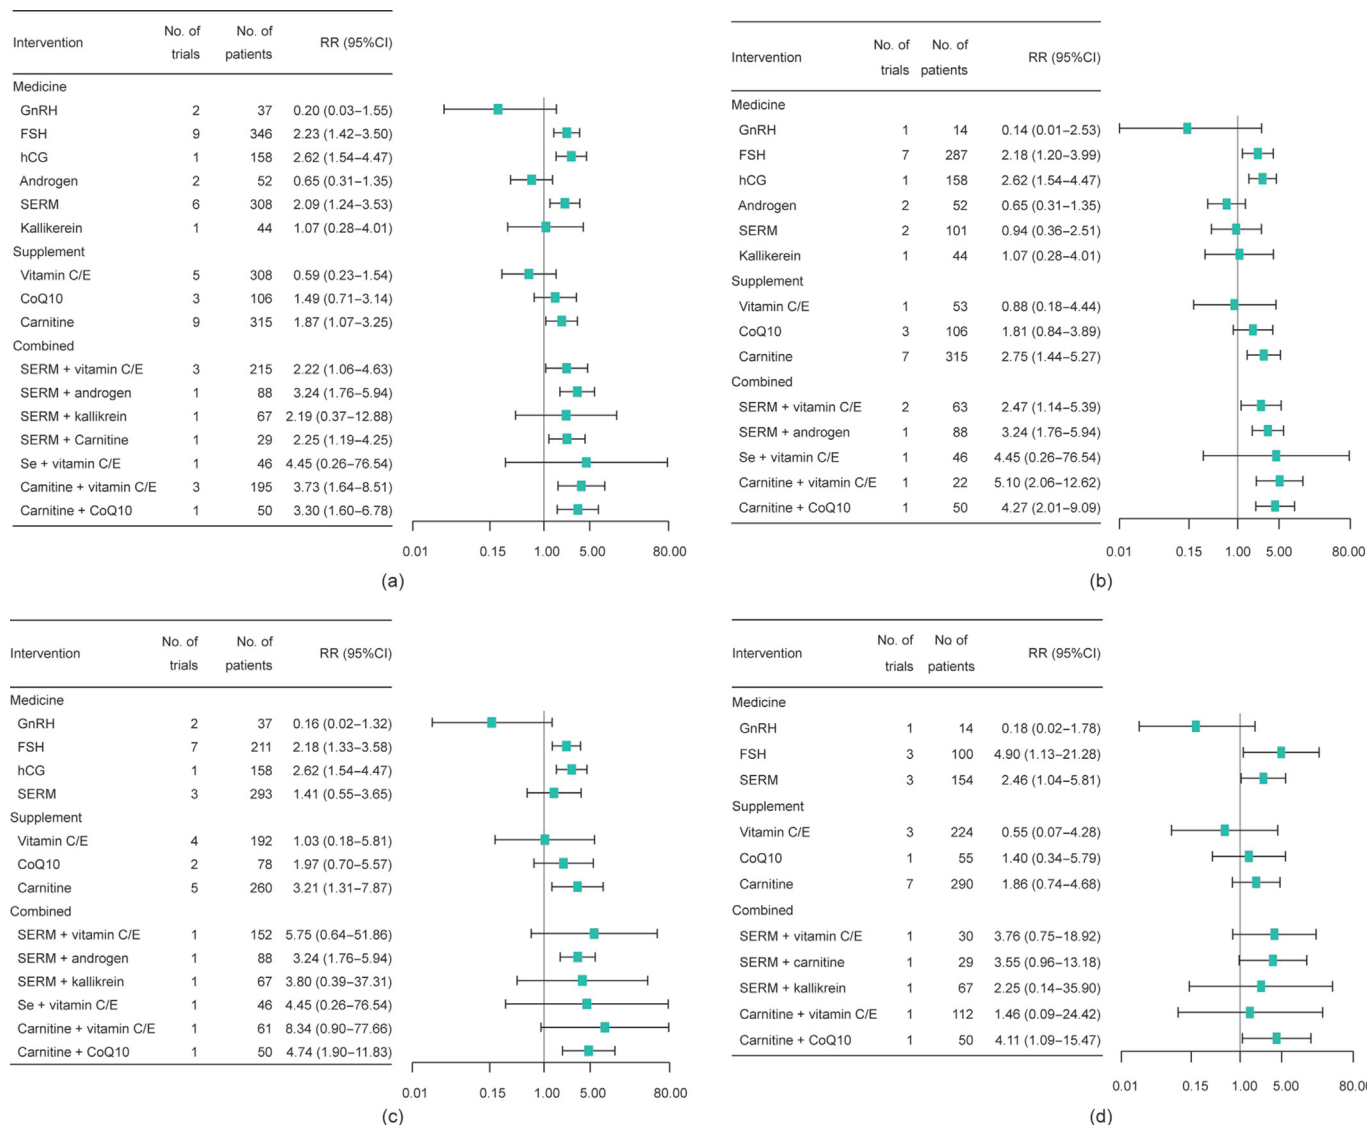 Intervention No. of trials No. of patients RR (95%CI)
Medicine
GnRH 2 37 0.20 (0.03–1.55)
FSH 9 346 2.23 (1.42–3.50)
hCG 1 158 2.62 (1.54–4.47)
Androgen 2 52 0.65 (0.31–1.35)
SERM 6 308 2.09 (1.24–3.53)
Kallikerein 1 44 1.07 (0.28–4.01)
Supplement
Vitamin C/E 5 308 0.59 (0.23–1.54)
CoQ10 3 106 1.49 (0.71–3.14)
Carnitine 9 315 1.87 (1.07–3.25)
Combined
SERM + vitamin C/E 3 215 2.22 (1.06–4.63)
SERM + androgen 1 88 3.24 (1.76–5.94)
SERM + kallikrein 1 67 2.19 (0.37–12.88)
SERM + Carnitine 1 29 2.25 (1.19–4.25)
Se + vitamin C/E 1 46 4.45 (0.26–76.54)
Camitine + vitamin C/E 3 195 3.73 (1.64–8.51)
Carnitine + CoQ10 1 50 3.30 (1.60–6.78)
0.01 0.15 1.00 5.00 80.00
(a)
Intervention No. of trials No. of patients RR (95%CI)
Medicine
GnRH 1 14 0.14 (0.01–2.53)
FSH 7 287 2.18 (1.20–3.99)
hCG 1 158 2.62 (1.54–4.47)
Androgen 2 52 0.65 (0.31–1.35)
SERM 2 101 0.94 (0.36–2.51)
Kallikerein 1 44 1.07 (0.28–4.01)
Supplement
Vitamin C/E 1 53 0.88 (0.18–4.44)
CoQ10 3 106 1.81 (0.84–3.89)
Carnitine 7 315 2.75 (1.44–5.27)
Combined
SERM + vitamin C/E 2 63 2.47 (1.14–5.39)
SERM + androgen 1 88 3.24 (1.76–5.94)
Se + vitamin C/E 1 46 4.45 (0.26–76.54)
Carnitine + vitamin C/E 1 22 5.10 (2.06–12.62)
Carnitine + CoQ10 1 50 4.27 (2.01–9.09)
0.01 0.15 1.00 5.00 80.00
(b)
Intervention No. of trials No. of patients RR (95%CI)
Medicine
GnRH 2 37 0.16 (0.02–1.32)
FSH 7 211 2.18 (1.33–3.58)
hCG 1 158 2.62 (1.54–4.47)
SERM 3 293 1.41 (0.55–3.65)
Supplement
Vitamin C/E 4 192 1.03 (0.18–5.81)
CoQ10 2 78 1.97 (0.70–5.57)
Carnitine 5 260 3.21 (1.31–7.87)
Combined
SERM + vitamin C/E 1 152 5.75 (0.64–51.86)
SERM + androgen 1 88 3.24 (1.76–5.94)
SERM + kallikrein 1 67 3.80 (0.39–37.31)
Se + vitamin C/E 1 46 4.45 (0.26–76.54)
Carnitine + vitamin C/E 1 61 8.34 (0.90–77.66)
Carnitine + CoQ10 1 50 4.74 (1.90–11.83)
0.01 0.15 1.00 5.00 80.00
(c)
Intervention No. of trials No of patients RR (95%CI)
Medicine
GnRH 1 14 0.18 (0.02–1.78)
FSH 3 100 4.90 (1.13–21.28)
SERM 3 154 2.46 (1.04–5.81)
Supplement
Vitamin C/E 3 224 0.55 (0.07–4.28)
CoQ10 1 55 1.40 (0.34–5.79)
Carnitine 7 290 1.86 (0.74–4.68)
Combined
SERM + vitamin C/E 1 30 3.76 (0.75-18.92)
SERM + carnitine 1 29 3.55 (0.96-13.18)
SERM + kallikrein 1 67 2.25 (0.14-35.90)
Carnitine + vitamin C/E 1 112 1.46 (0.09-24.42)
Carnitine + CoQ10 1 50 4.11 (1.09-15.47)
0.01 0.15 1.00 5.00 80.00
(d)